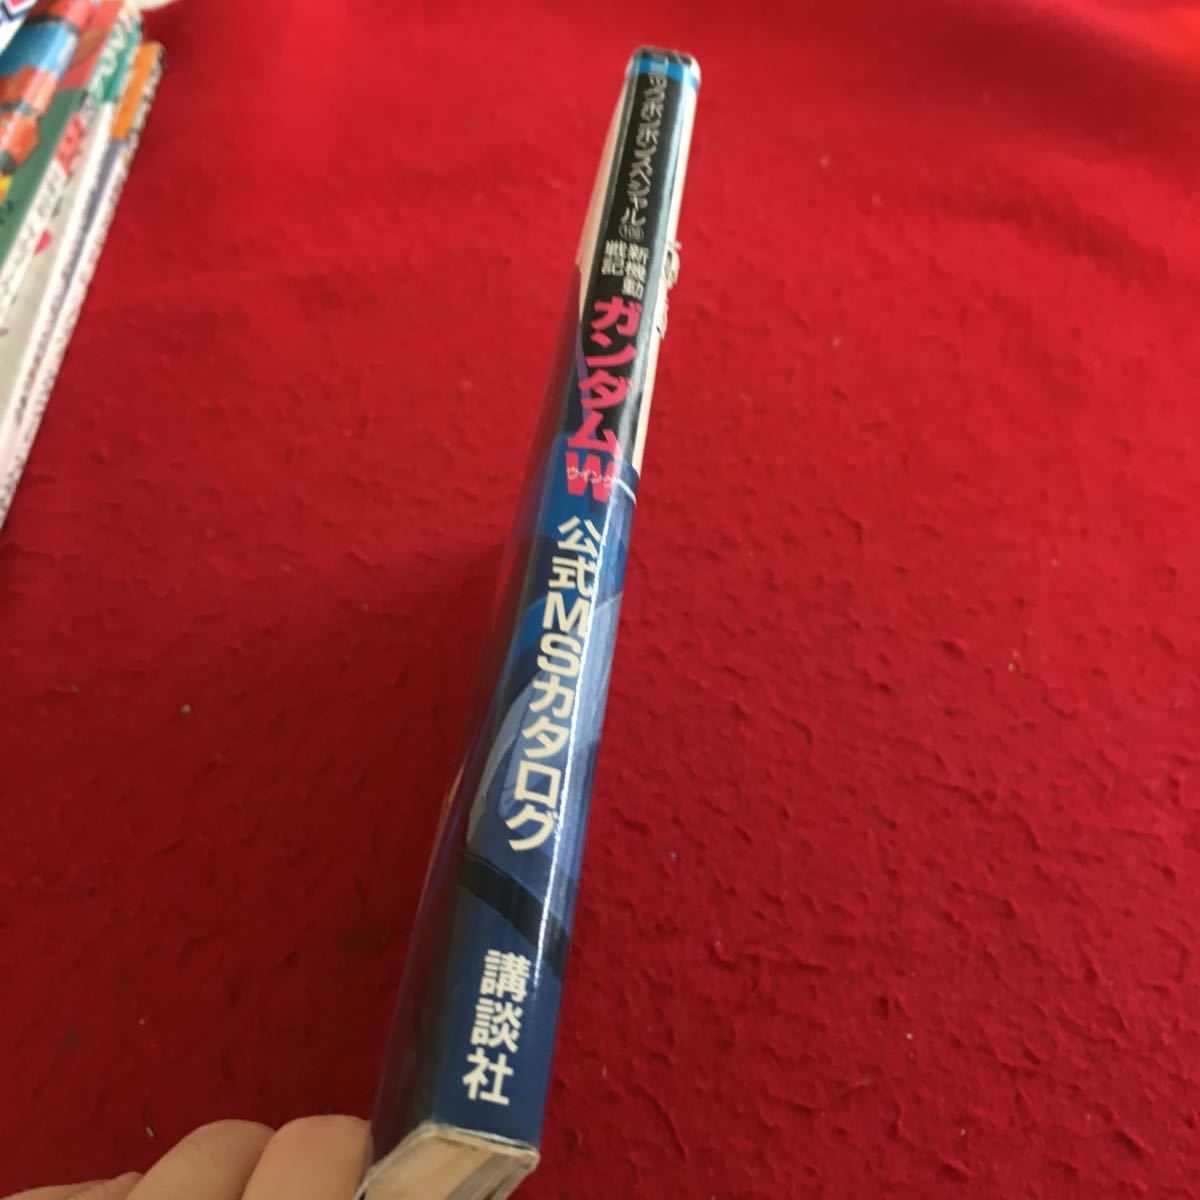 コミックボンボンスペシャル(105)
新機動
戦記
ガンダムW
ウイング
公式MSカタログ
講談社